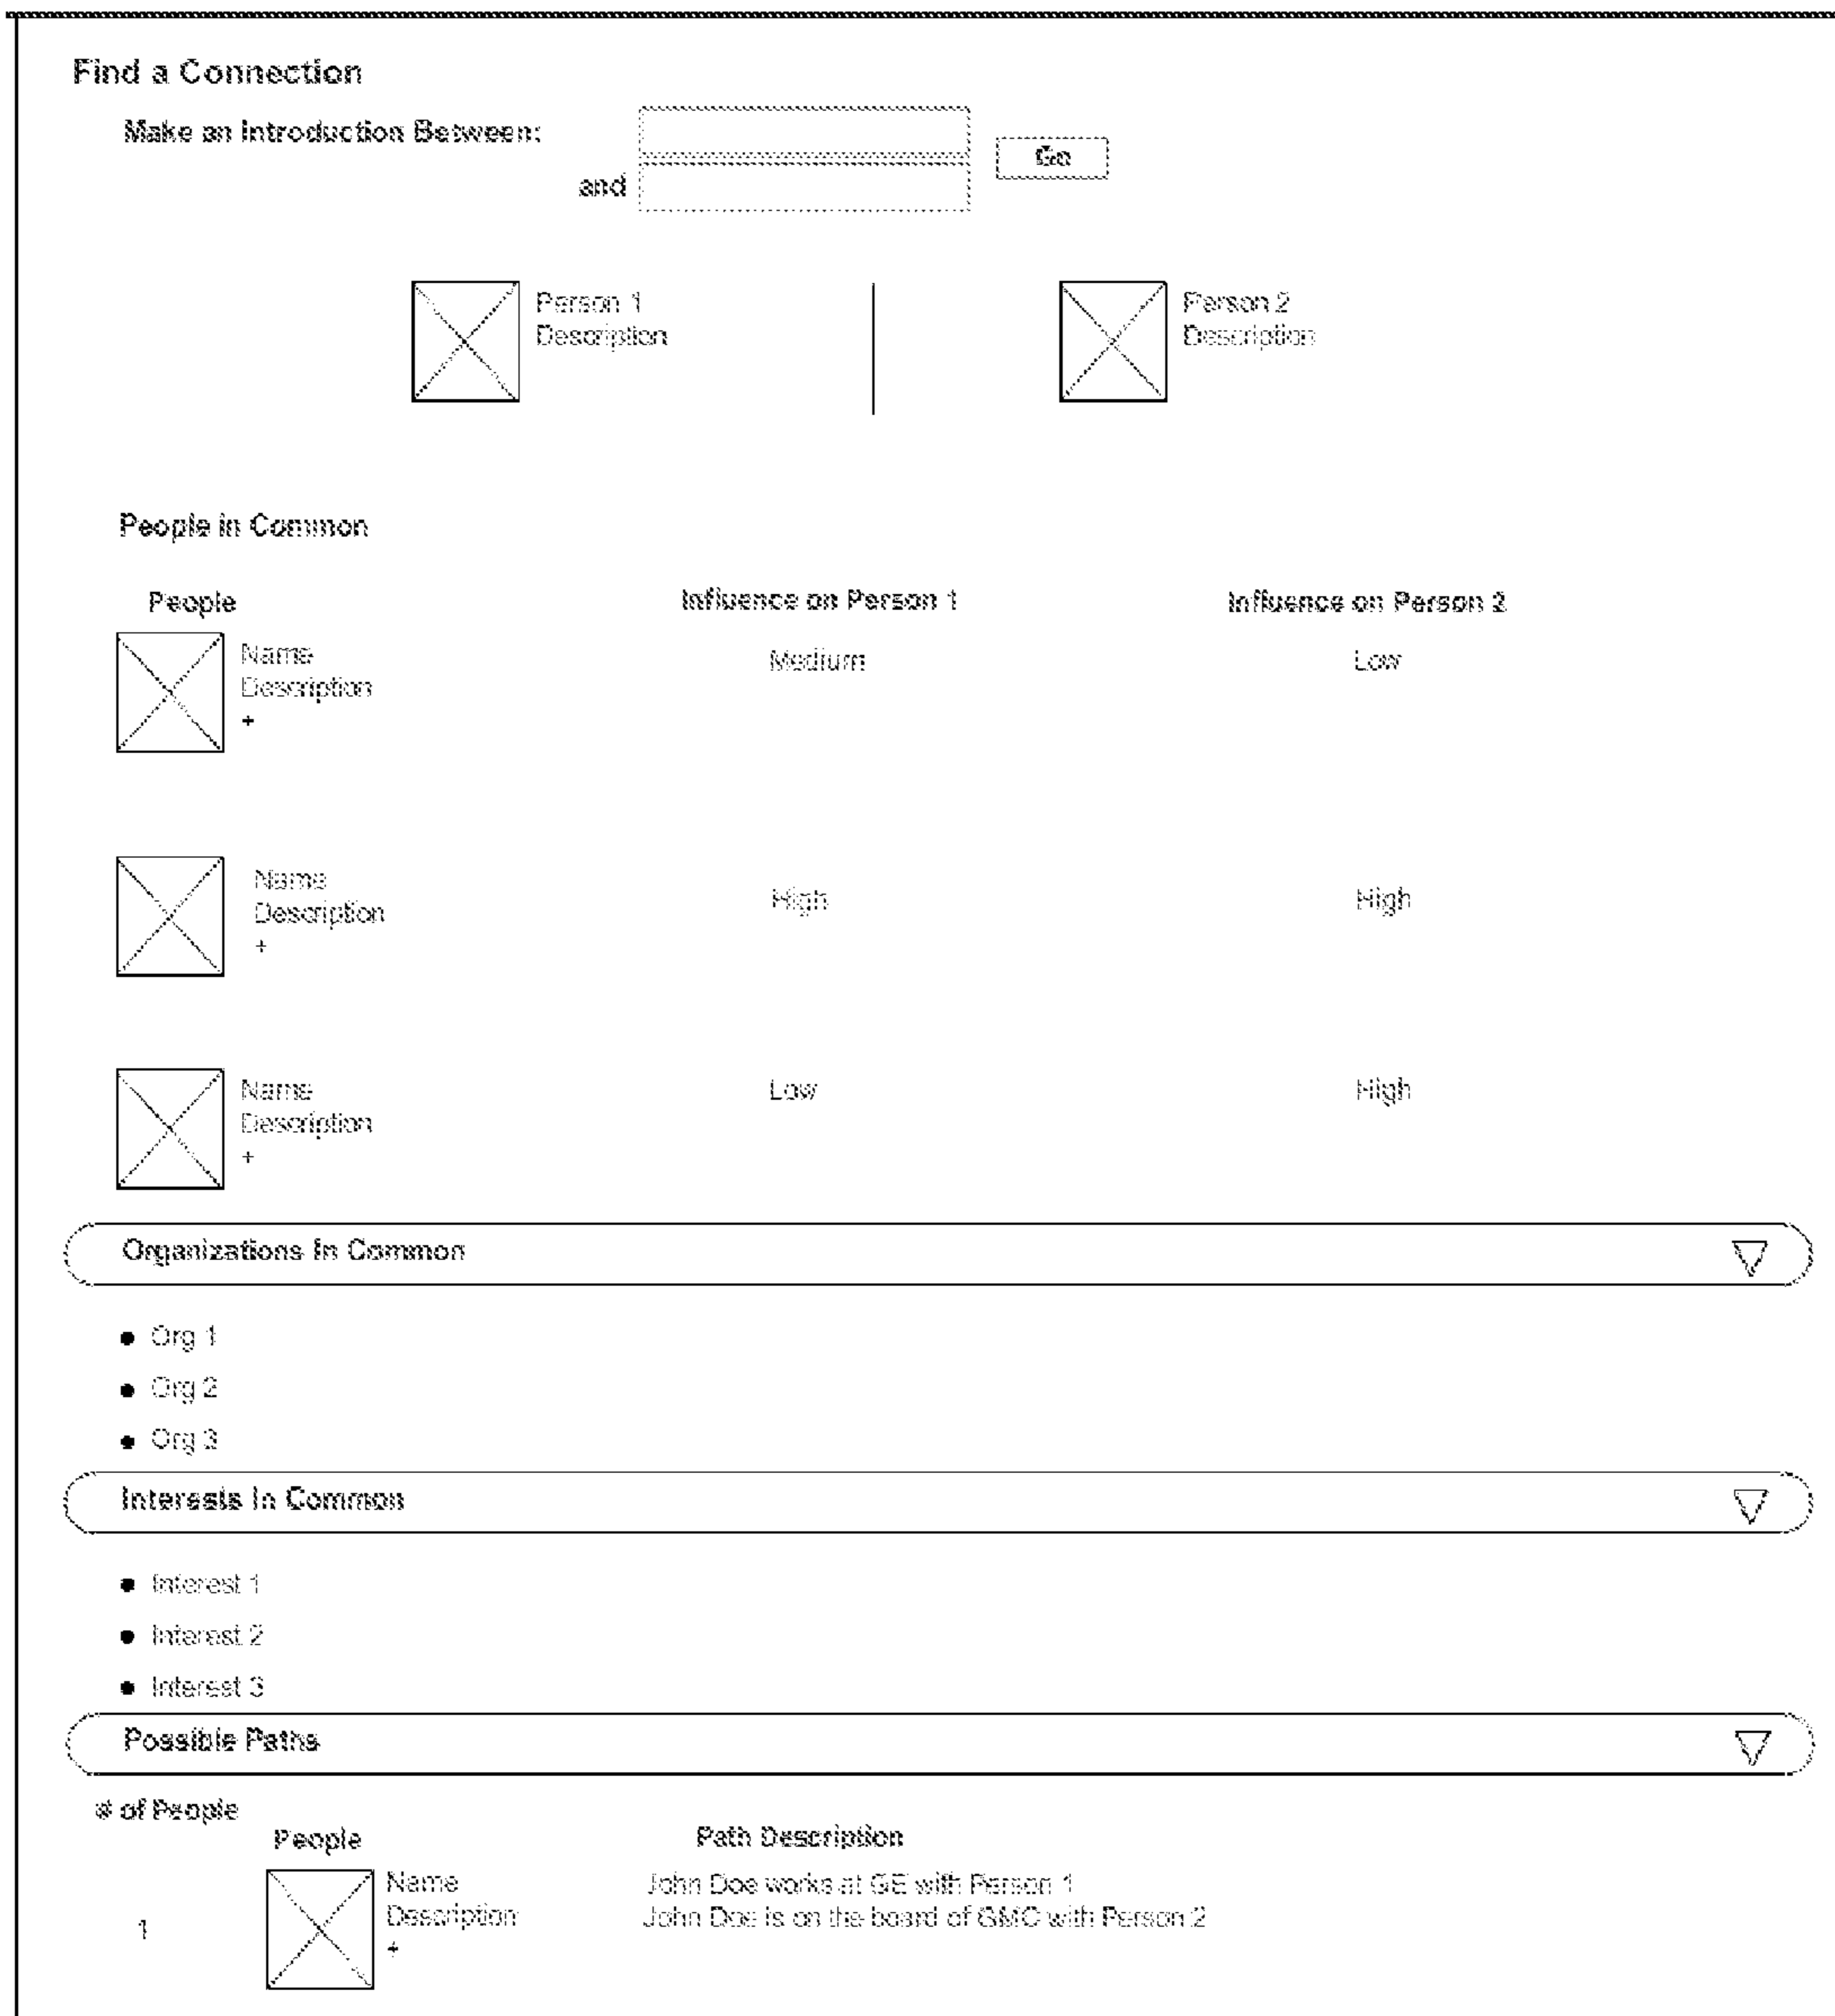 Find a Connection
Make an Introduction Between:
Go
and
Person 1
Description
Person 2
Description
People in Common
People
Influence on Person 1
Influence on Person 2
Name
Description
+
Medium
Low
Name
Description
+
High
High
Name
Description
+
Low
High
Organizations In Common
Org 1
Org 2
Org 3
Interests In Common
Interest 1
Interest 2
Interest 3
Possible Paths
# of People
People
Path Description
1
Name
Description
+
John Doe works at GE with Person 1
John Doe is on the board of GMC with Person 2